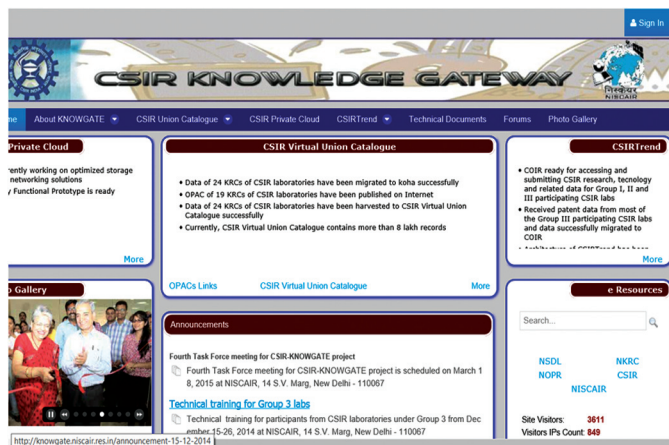 Sign In
CSIR KNOWLEDGE GATEWAY
निस्केयर
NISCAIR
me About KNOWGATE CSIR Union Catalogue CSIR Private Cloud CSIRTrend Technical Documents Forums Photo Gallery
Private Cloud
rently working on optimized storage
networking solutions
y Functional Prototype is ready
More
CSIR Virtual Union Catalogue
• Data of 24 KRCs of CSIR laboratories have been migrated to koha successfully
• OPAC of 19 KRCs of CSIR laboratories have been published on Internet
• Data of 24 KRCs of CSIR laboratories have been harvested to CSIR Virtual Union
Catalogue successfully
• Currently, CSIR Virtual Union Catalogue contains more than 8 lakh records
OPACs Links CSIR Virtual Union Catalogue More
CSIRTrend
• COIR ready for accessing and
submitting CSIR research, tecnology
and related data for Group I, II and
III participating CSIR labs
• Received patent data from most of
the Group III participating CSIR labs
and data successfully migrated to
COIR
• Architecture of CSIRTrend has been
More
o Gallery
Announcements
Fourth Task Force meeting for CSIR-KNOWGATE project
Fourth Task Force meeting for CSIR-KNOWGATE project is scheduled on March 1
8, 2015 at NISCAIR, 14 S.V. Marg, New Delhi - 110067
Technical training for Group 3 labs
Technical training for participants from CSIR laboratories under Group 3 from Dec
ember 15-26, 2014 at NISCAIR, 14 S.V. Marg, New Delhi - 110067
e Resources
Search...
NSDL NKRC
NOPR CSIR
NISCAIR
Site Visitors: 3611
Visitors IPs Count: 849
http://knowgate.niscair.res.in/announcement-15-12-2014